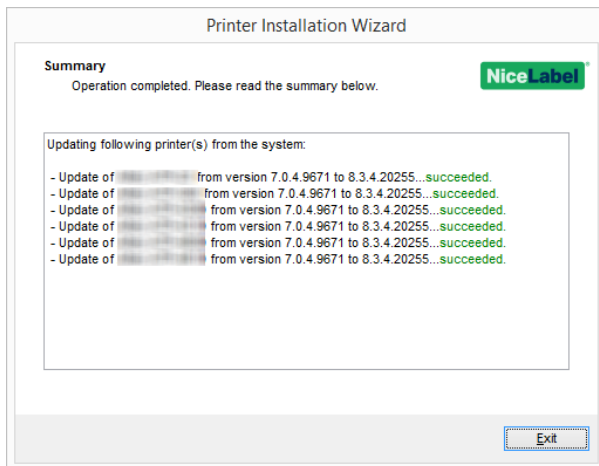 Printer Installation Wizard
Summary
Operation completed. Please read the summary below.
NiceLabel
Updating following printer(s) from the system:
- Update of from version 7.0.4.9671 to 8.3.4.20255...succeeded.
- Update of from version 7.0.4.9671 to 8.3.4.20255...succeeded.
- Update of from version 7.0.4.9671 to 8.3.4.20255...succeeded.
- Update of from version 7.0.4.9671 to 8.3.4.20255...succeeded.
- Update of from version 7.0.4.9671 to 8.3.4.20255...succeeded.
- Update of from version 7.0.4.9671 to 8.3.4.20255...succeeded.
Exit